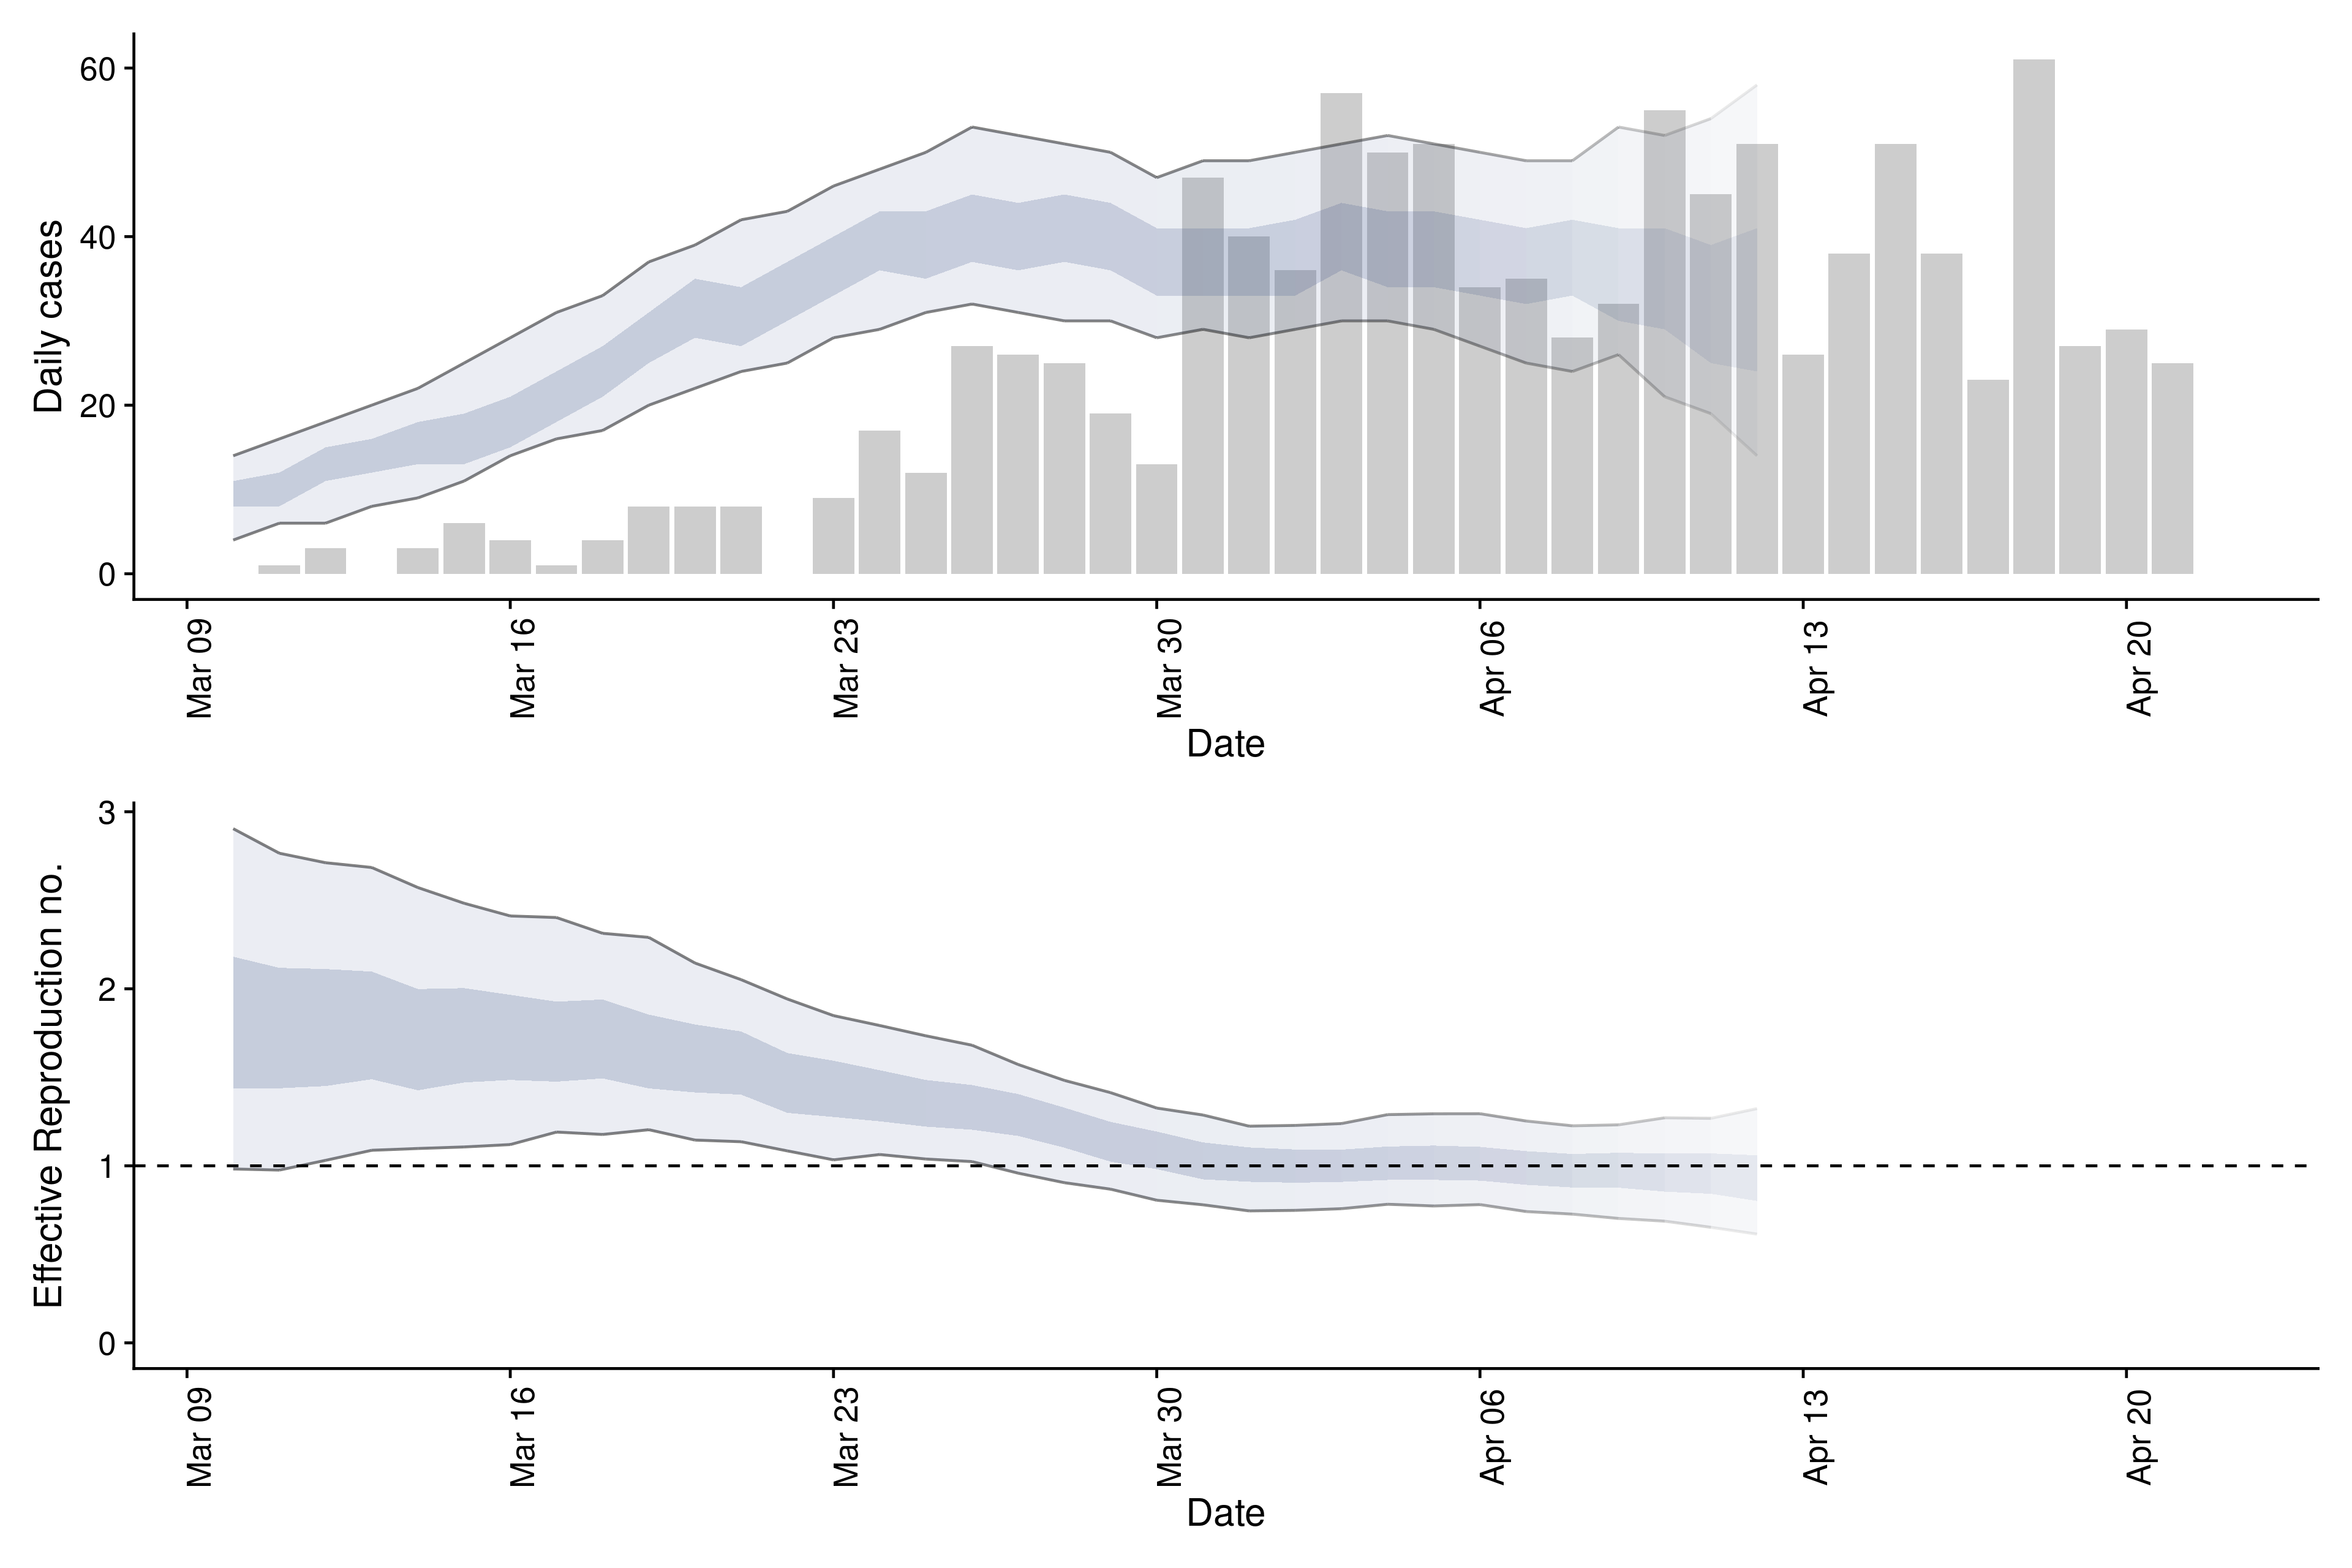 Daily cases
60
40
20
0
Mar 09
Mar 16
Mar 23
Mar 30
Apr 06
Apr 13
Apr 20
Date
Effective Reproduction no.
3
2
1
0
Mar 09
Mar 16
Mar 23
Mar 30
Apr 06
Apr 13
Apr 20
Date